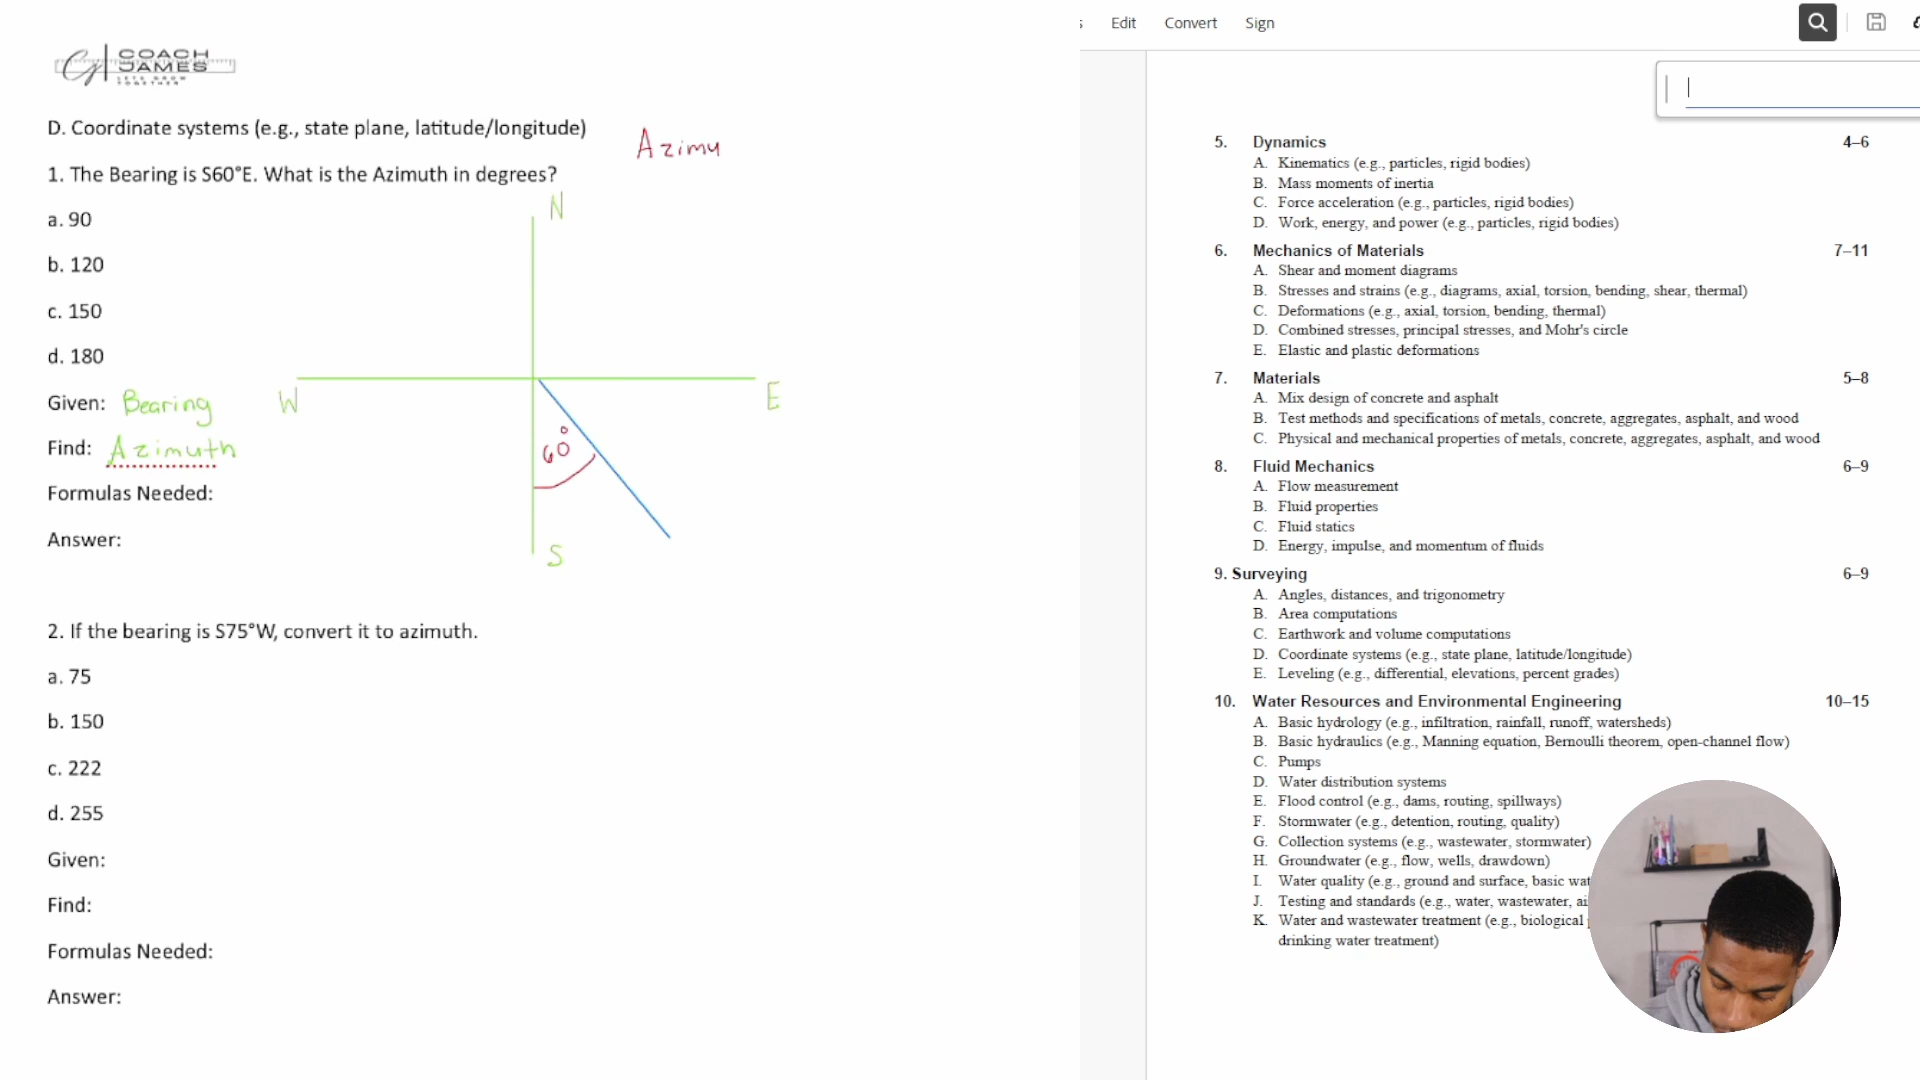 COACH
JAMES
LETS GROW
TOGETHER
D. Coordinate systems (e.g., state plane, latitude/longitude)
Azimu
1. The Bearing is S60°E. What is the Azimuth in degrees?
N
a. 90
b. 120
c. 150
d. 180
W
E
Given: Bearing
60°
Find: Azimuth
Formulas Needed:
Answer:
S
2. If the bearing is S75°W, convert it to azimuth.
a. 75
b. 150
c. 222
d. 255
Given:
Find:
Formulas Needed:
Answer:
Edit Convert Sign
5. Dynamics 4–6
A. Kinematics (e.g., particles, rigid bodies)
B. Mass moments of inertia
C. Force acceleration (e.g., particles, rigid bodies)
D. Work, energy, and power (e.g., particles, rigid bodies)
6. Mechanics of Materials 7–11
A. Shear and moment diagrams
B. Stresses and strains (e.g., diagrams, axial, torsion, bending, shear, thermal)
C. Deformations (e.g., axial, torsion, bending, thermal)
D. Combined stresses, principal stresses, and Mohr's circle
E. Elastic and plastic deformations
7. Materials 5–8
A. Mix design of concrete and asphalt
B. Test methods and specifications of metals, concrete, aggregates, asphalt, and wood
C. Physical and mechanical properties of metals, concrete, aggregates, asphalt, and wood
8. Fluid Mechanics 6–9
A. Flow measurement
B. Fluid properties
C. Fluid statics
D. Energy, impulse, and momentum of fluids
9. Surveying 6–9
A. Angles, distances, and trigonometry
B. Area computations
C. Earthwork and volume computations
D. Coordinate systems (e.g., state plane, latitude/longitude)
E. Leveling (e.g., differential, elevations, percent grades)
10. Water Resources and Environmental Engineering 10–15
A. Basic hydrology (e.g., infiltration, rainfall, runoff, watersheds)
B. Basic hydraulics (e.g., Manning equation, Bernoulli theorem, open-channel flow)
C. Pumps
D. Water distribution systems
E. Flood control (e.g., dams, routing, spillways)
F. Stormwater (e.g., detention, routing, quality)
G. Collection systems (e.g., wastewater, stormwater)
H. Groundwater (e.g., flow, wells, drawdown)
I. Water quality (e.g., ground and surface, basic wat
J. Testing and standards (e.g., water, wastewater, ai
K. Water and wastewater treatment (e.g., biological
drinking water treatment)